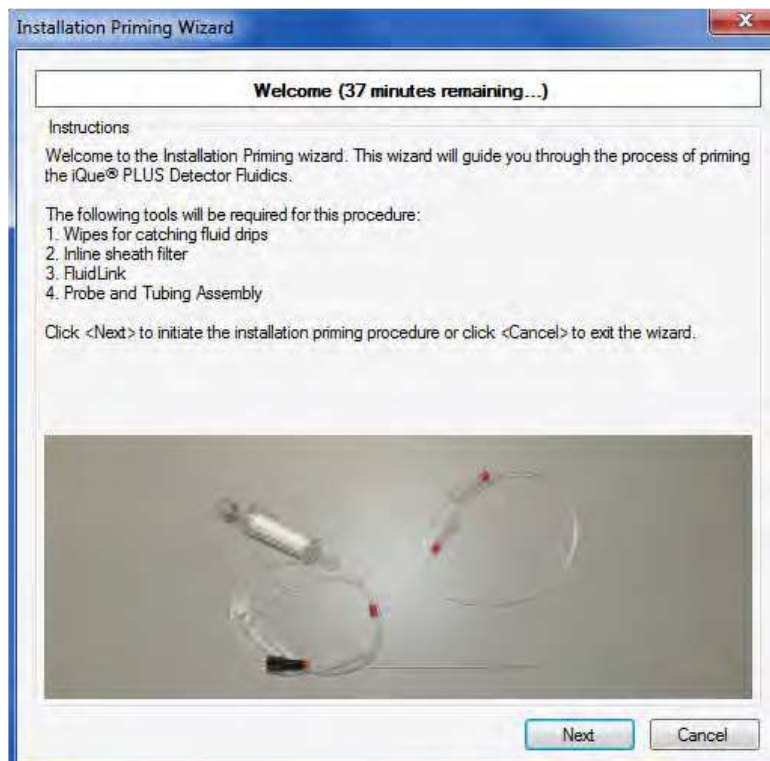 Installation Priming Wizard
Welcome (37 minutes remaining...)
Instructions
Welcome to the Installation Priming wizard. This wizard will guide you through the process of priming
the iQue® PLUS Detector Fluidics.
The following tools will be required for this procedure:
1. Wipes for catching fluid drips
2. Inline sheath filter
3. FluidLink
4. Probe and Tubing Assembly
Click <Next> to initiate the installation priming procedure or click <Cancel> to exit the wizard.
Next Cancel